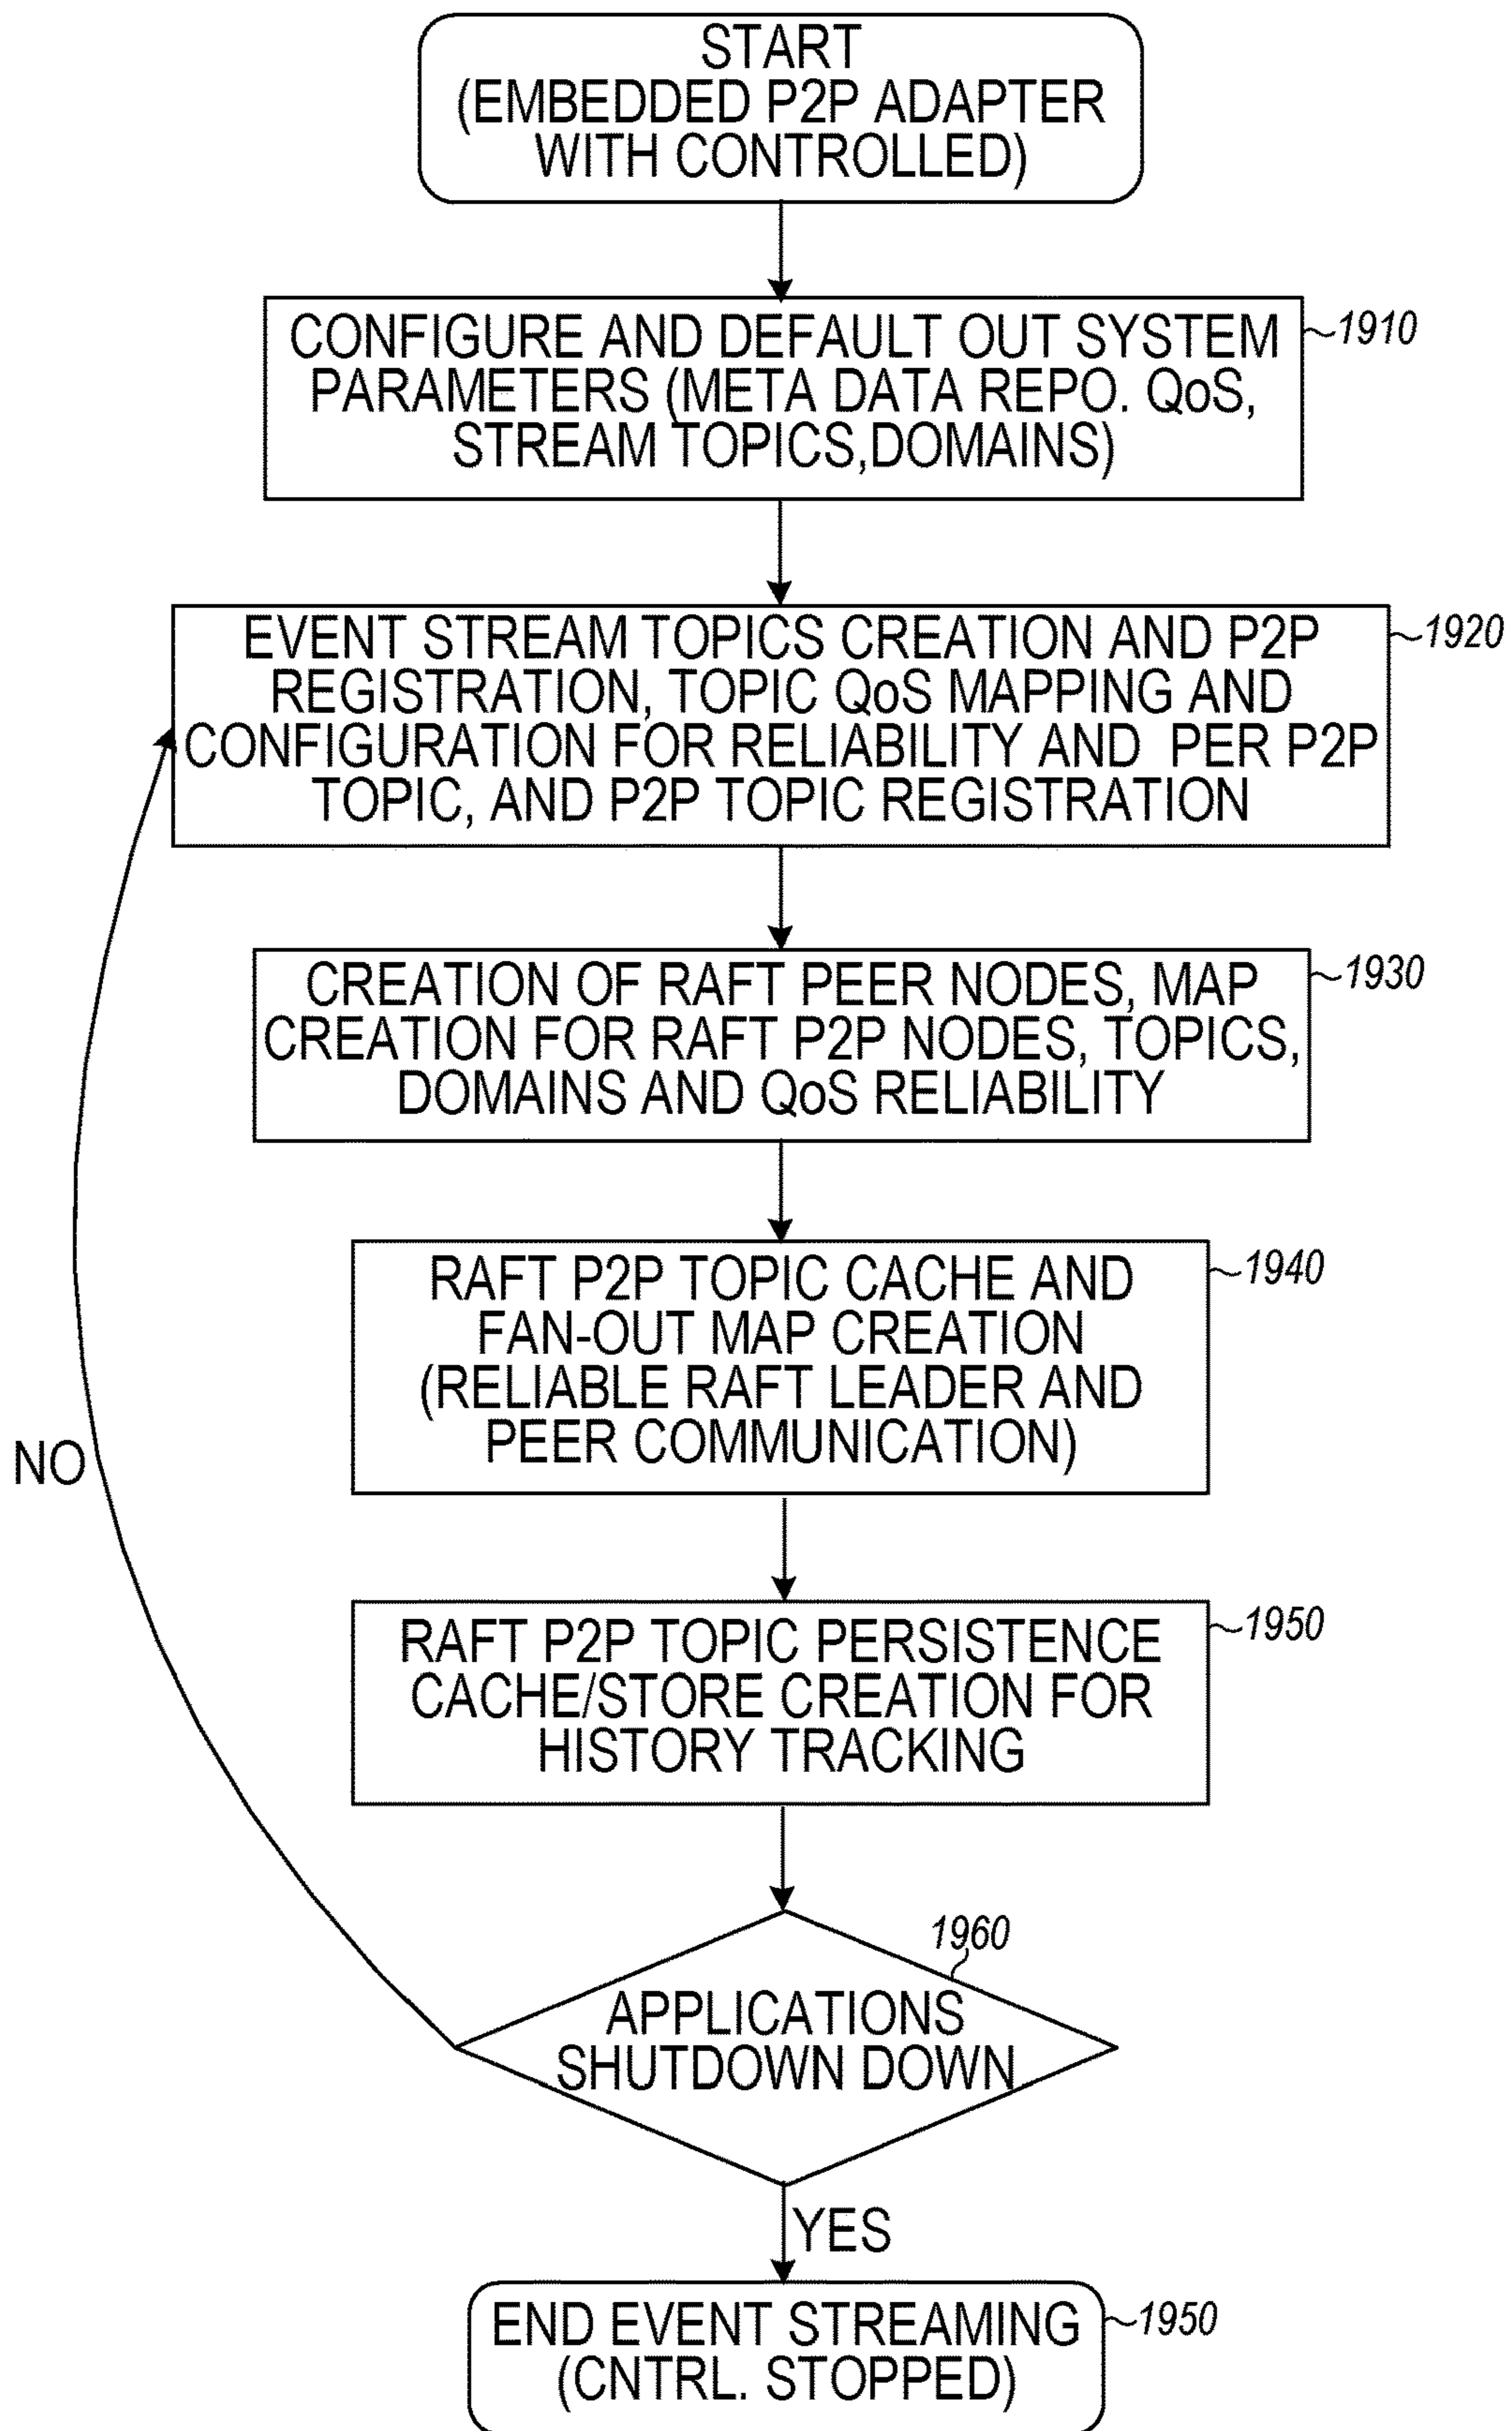 START
(EMBEDDED P2P ADAPTER
WITH CONTROLLED)
CONFIGURE AND DEFAULT OUT SYSTEM
PARAMETERS (META DATA REPO. QoS,
STREAM TOPICS,DOMAINS)
1910
EVENT STREAM TOPICS CREATION AND P2P
REGISTRATION, TOPIC QoS MAPPING AND
CONFIGURATION FOR RELIABILITY AND PER P2P
TOPIC, AND P2P TOPIC REGISTRATION
1920
CREATION OF RAFT PEER NODES, MAP
CREATION FOR RAFT P2P NODES, TOPICS,
DOMAINS AND QoS RELIABILITY
1930
RAFT P2P TOPIC CACHE AND
FAN-OUT MAP CREATION
(RELIABLE RAFT LEADER AND
PEER COMMUNICATION)
1940
NO
RAFT P2P TOPIC PERSISTENCE
CACHE/STORE CREATION FOR
HISTORY TRACKING
1950
1960
APPLICATIONS
SHUTDOWN DOWN
YES
END EVENT STREAMING
(CNTRL. STOPPED)
1950